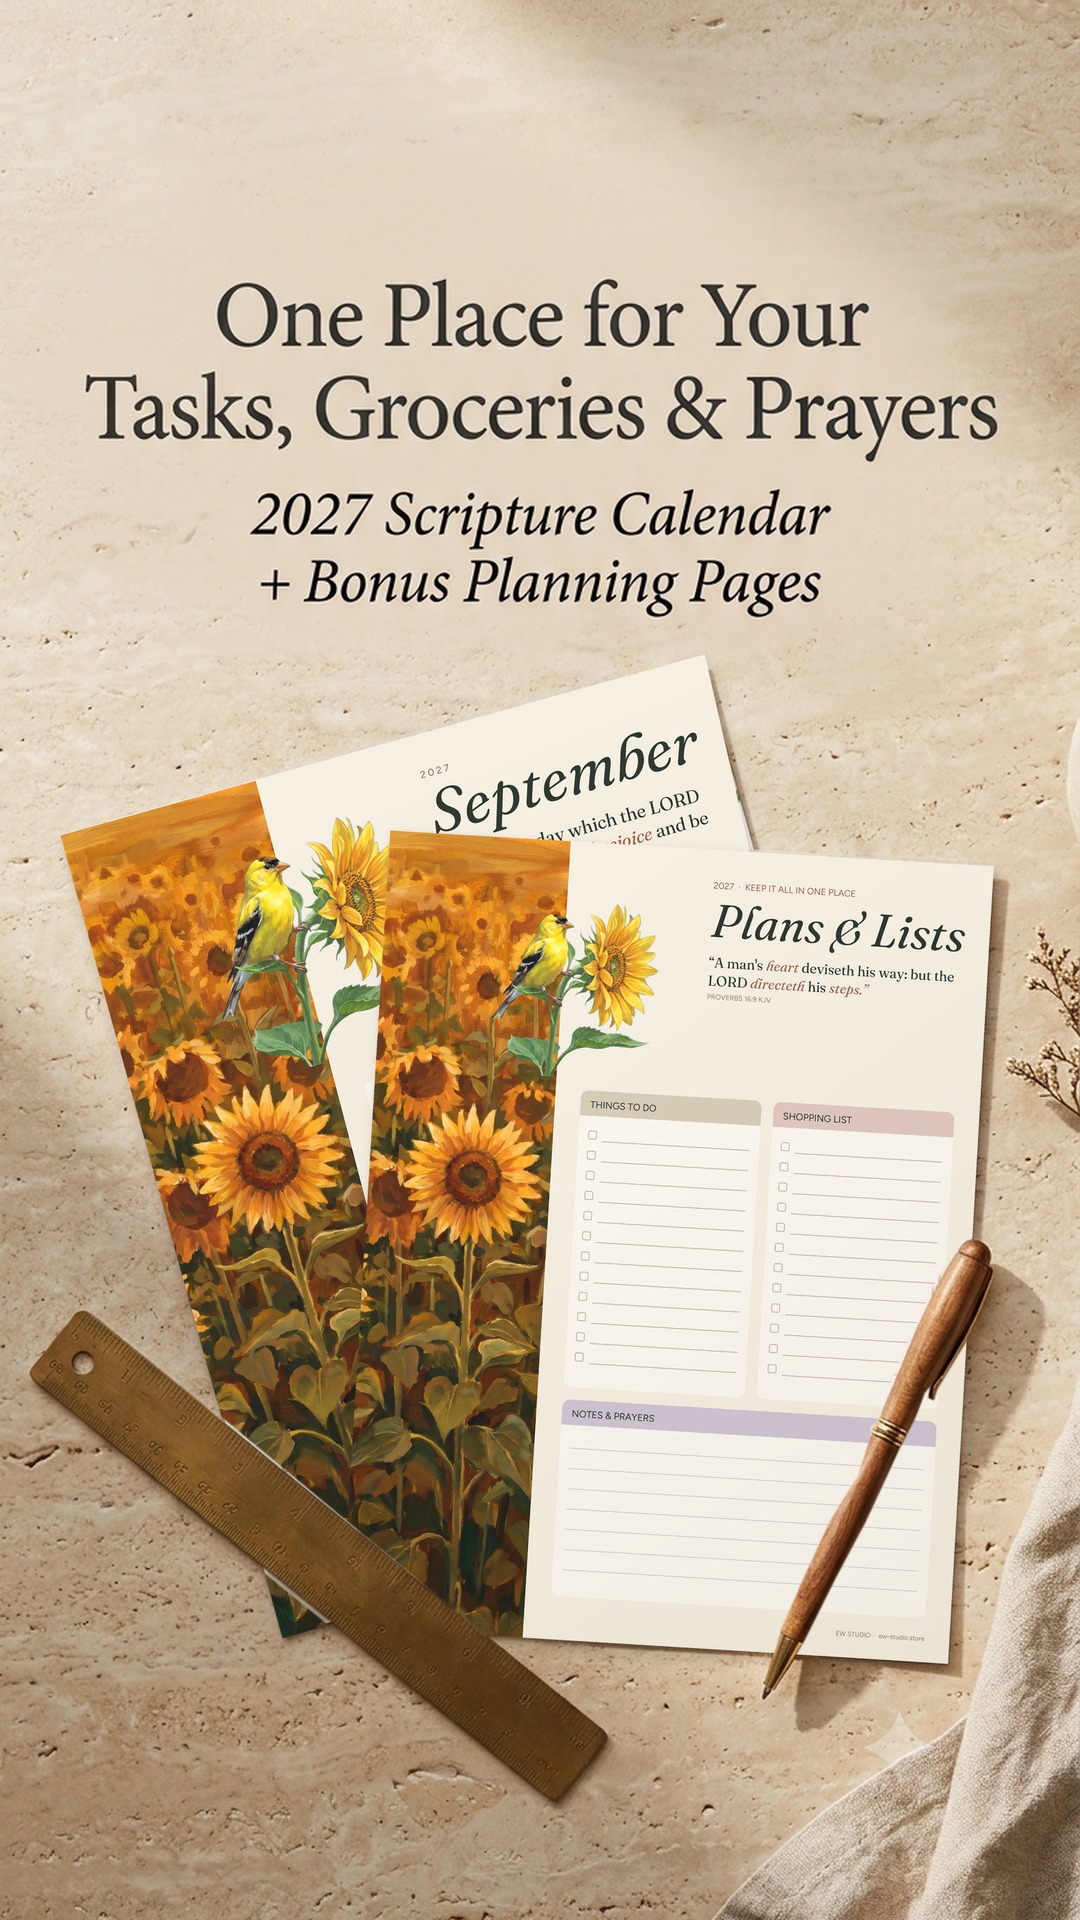 One Place for Your
Tasks, Groceries & Prayers
2027 Scripture Calendar
+ Bonus Planning Pages
2027
September
day which the LORD
rejoice and be
2027 · KEEP IT ALL IN ONE PLACE
Plans & Lists
“A man's heart deviseth his way: but the
LORD directeth his steps.”
PROVERBS 16:9 KJV
THINGS TO DO
SHOPPING LIST
NOTES & PRAYERS
EW STUDIO · ew-studio.store